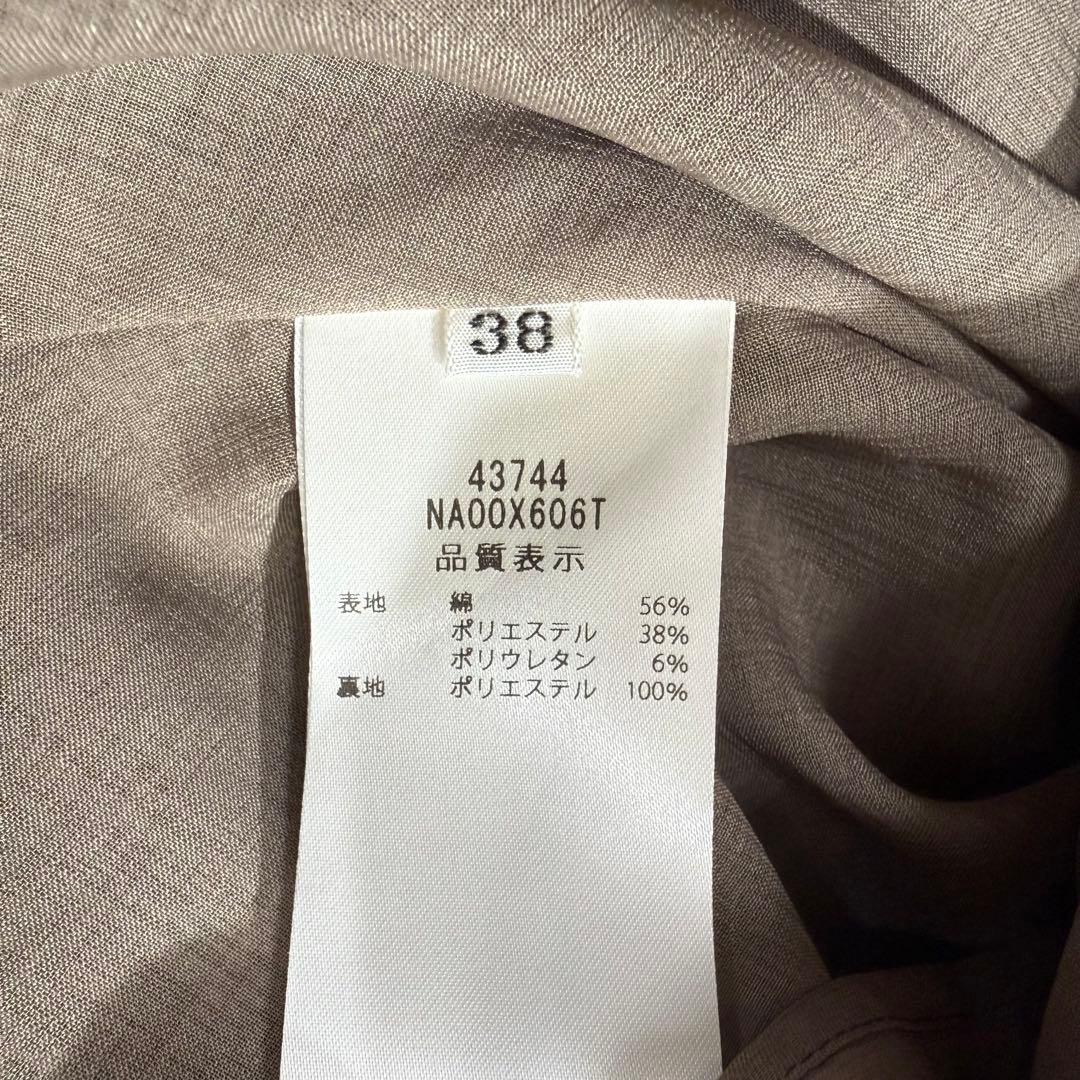 38
43744
NA00X606T
品質表示
表地 綿 56%
ポリエステル 38%
ポリウレタン 6%
裏地 ポリエステル 100%